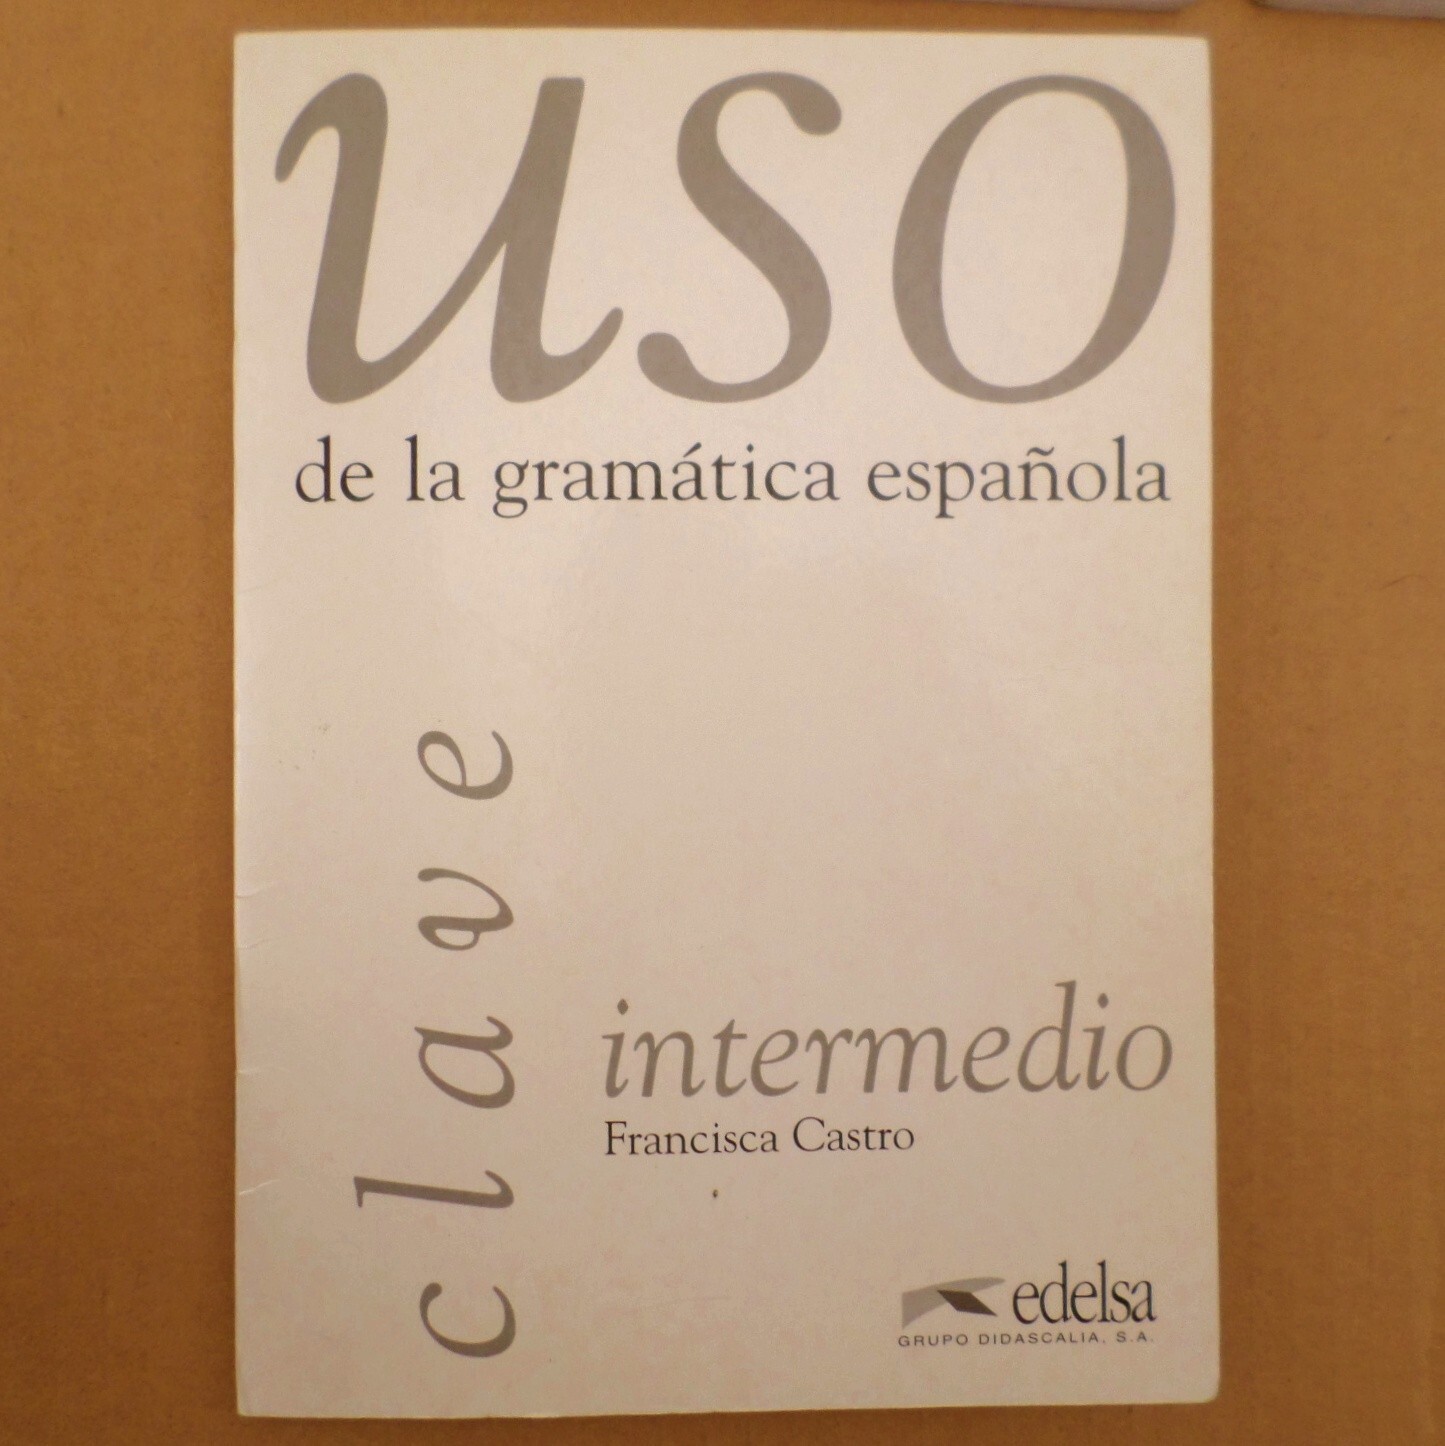 uso
de la gramática española
clave
intermedio
Francisca Castro
edelsa
GRUPO DIDASCALIA, S.A.